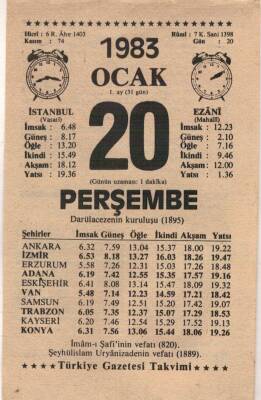 Hicrî : 6 R. Âhır 1403
Kasım : 74
1983
Rûmî : 7 K. Sani 1398
Gün : 20
OCAK
1. ay (31 gün)
İSTANBUL
(Vasatî)
İmsak : 6.48
Güneş : 8.17
Öğle : 13.20
İkindi : 15.49
Akşam : 18.12
Yatsı : 19.36
20
EZÂNÎ
(Mahallî)
İmsak : 12.23
Güneş : 2.10
Öğle : 7.16
İkindi : 9.46
Akşam : 12.00
Yatsı : 1.36
(Günün uzaması: 1 dakika)
PERŞEMBE
Darülacezenin kuruluşu (1895)
Şehirler İmsak Güneş Öğle İkindi Akşam Yatsı
ANKARA 6.32 7.59 13.04 15.37 18.00 19.22
İZMİR 6.53 8.18 13.27 16.03 18.26 19.47
ERZURUM 5.58 7.26 12.31 15.03 17.26 18.48
ADANA 6.19 7.42 12.55 15.35 17.57 19.16
ESKİŞEHİR 6.41 8.08 13.14 15.47 18.10 19.31
VAN 5.48 7.14 12.23 14.59 17.21 18.42
SAMSUN 6.19 7.49 12.51 15.20 17.42 19.07
TRABZON 6.05 7.35 12.37 15.07 17.29 18.53
KAYSERİ 6.20 7.46 12.54 15.29 17.52 19.13
KONYA 6.31 7.56 13.06 15.44 18.06 19.26
İmâm-ı Şafi'nin vefatı (820).
Şeyhülislam Uryânizadenin vefatı (1889).
★★★★ Türkiye Gazetesi Takvimi ★★★★